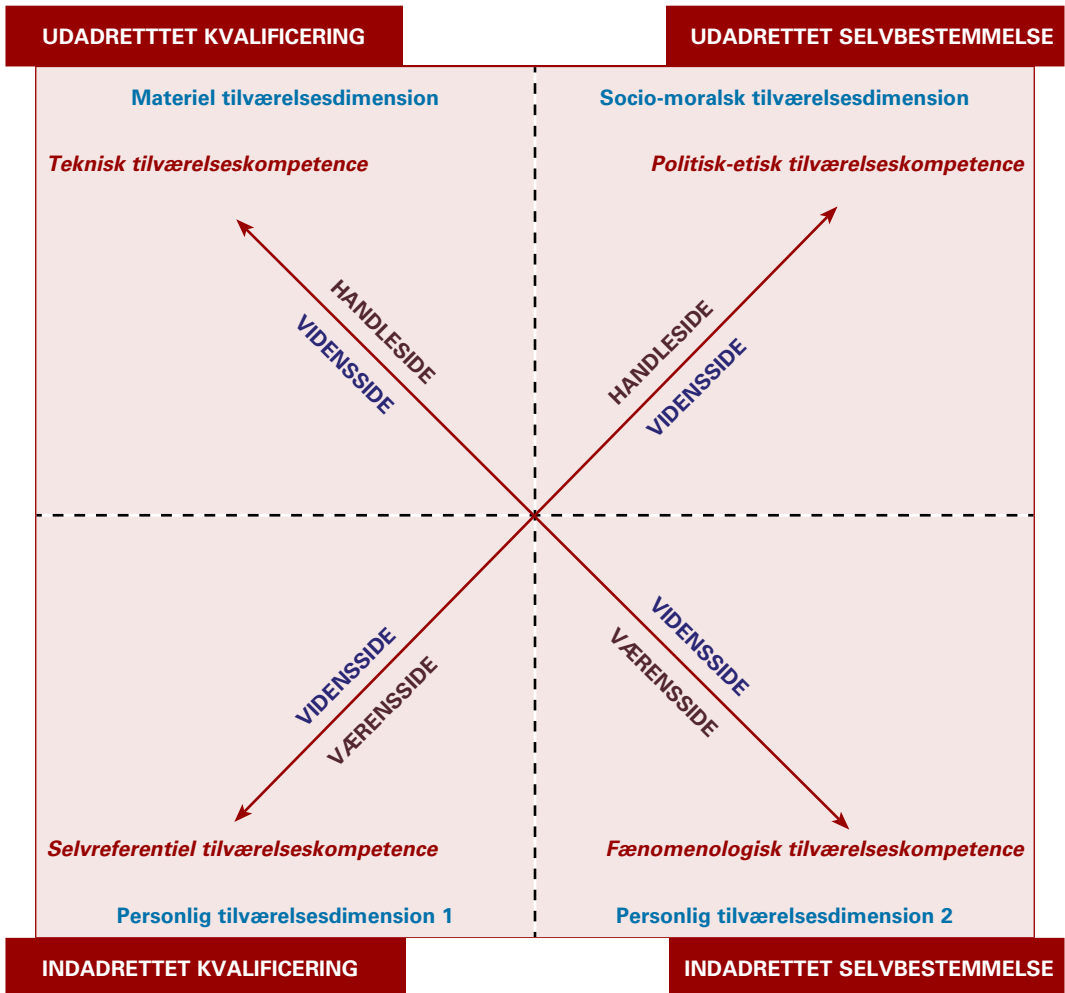 UDADRETTTET KVALIFICERING
UDADRETTET SELVBESTEMMELSE
Materiel tilværelsesdimension
Socio-moralsk tilværelsesdimension
Teknisk tilværelseskompetence
Politisk-etisk tilværelseskompetence
HANDLESIDE
VIDENSSIDE
HANDLESIDE
VIDENSSIDE
VIDENSSIDE
VÆRENSSIDE
VIDENSSIDE
VÆRENSSIDE
Selvreferentiel tilværelseskompetence
Fænomenologisk tilværelseskompetence
Personlig tilværelsesdimension 1
Personlig tilværelsesdimension 2
INDADRETTET KVALIFICERING
INDADRETTET SELVBESTEMMELSE